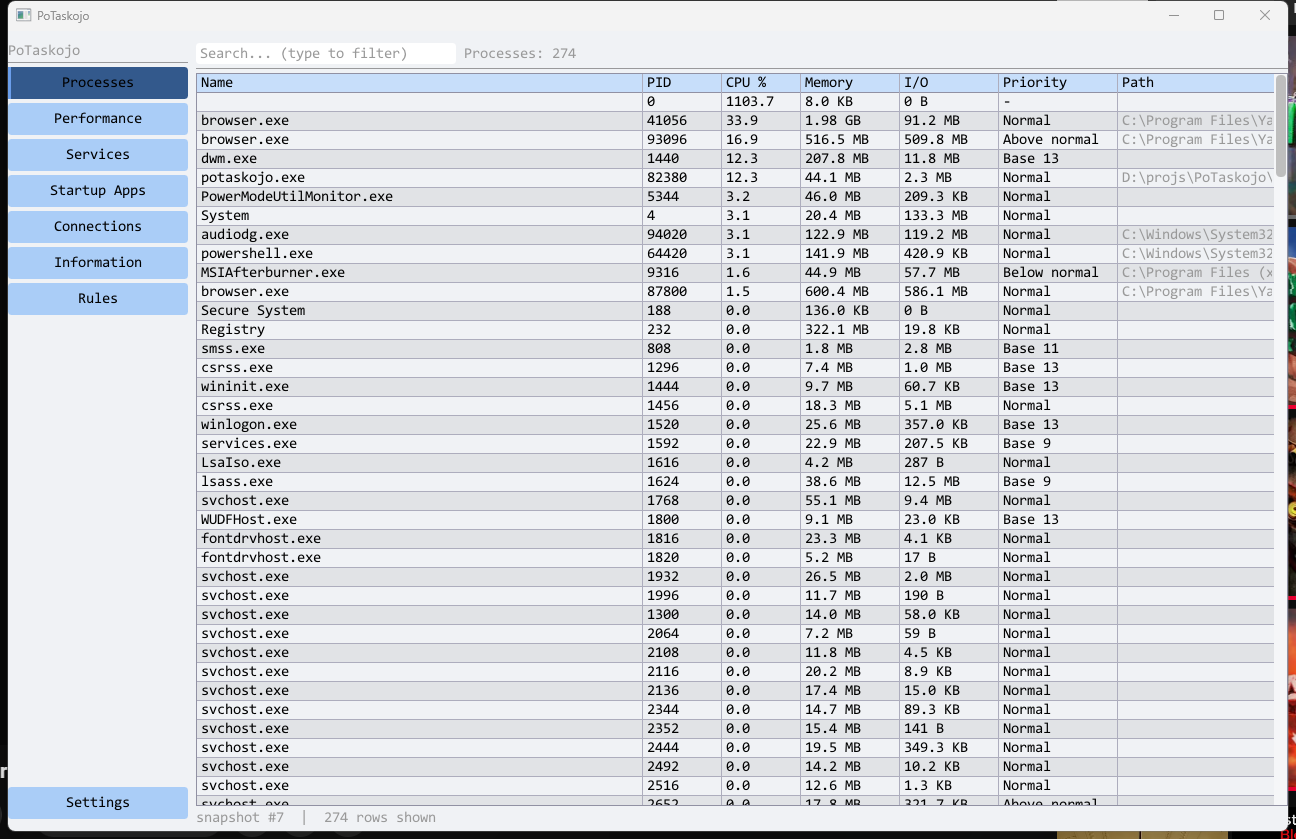 PoTaskojo
PoTaskojo
Search... (type to filter) Processes: 274
Processes
Performance
Services
Startup Apps
Connections
Information
Rules
Settings
Name PID CPU % Memory I/O Priority Path
0 1103.7 8.0 KB 0 B -
browser.exe 41056 33.9 1.98 GB 91.2 MB Normal C:\Program Files\Ya
browser.exe 93096 16.9 516.5 MB 509.8 MB Above normal C:\Program Files\Ya
dwm.exe 1440 12.3 207.8 MB 11.8 MB Base 13
potaskojo.exe 82380 12.3 44.1 MB 2.3 MB Normal D:\projs\PoTaskojo\
PowerModeUtilMonitor.exe 5344 3.2 46.0 MB 209.3 KB Normal
System 4 3.1 20.4 MB 133.3 MB Normal
audiodg.exe 94020 3.1 122.9 MB 119.2 MB Normal C:\Windows\System32
powershell.exe 64420 3.1 141.9 MB 420.9 KB Normal C:\Windows\System32
MSIAfterburner.exe 9316 1.6 44.9 MB 57.7 MB Below normal C:\Program Files (x
browser.exe 87800 1.5 600.4 MB 586.1 MB Normal C:\Program Files\Ya
Secure System 188 0.0 136.0 KB 0 B Normal
Registry 232 0.0 322.1 MB 19.8 KB Normal
smss.exe 808 0.0 1.8 MB 2.8 MB Base 11
csrss.exe 1296 0.0 7.4 MB 1.0 MB Base 13
wininit.exe 1444 0.0 9.7 MB 60.7 KB Base 13
csrss.exe 1456 0.0 18.3 MB 5.1 MB Normal
winlogon.exe 1520 0.0 25.6 MB 357.0 KB Base 13
services.exe 1592 0.0 22.9 MB 207.5 KB Base 9
LsaIso.exe 1616 0.0 4.2 MB 287 B Normal
lsass.exe 1624 0.0 38.6 MB 12.5 MB Base 9
svchost.exe 1768 0.0 55.1 MB 9.4 MB Normal
WUDFHost.exe 1800 0.0 9.1 MB 23.0 KB Base 13
fontdrvhost.exe 1816 0.0 23.3 MB 4.1 KB Normal
fontdrvhost.exe 1820 0.0 5.2 MB 17 B Normal
svchost.exe 1932 0.0 26.5 MB 2.0 MB Normal
svchost.exe 1996 0.0 11.7 MB 190 B Normal
svchost.exe 1300 0.0 14.0 MB 58.0 KB Normal
svchost.exe 2064 0.0 7.2 MB 59 B Normal
svchost.exe 2108 0.0 11.8 MB 4.5 KB Normal
svchost.exe 2116 0.0 20.2 MB 8.9 KB Normal
svchost.exe 2136 0.0 17.4 MB 15.0 KB Normal
svchost.exe 2344 0.0 14.7 MB 89.3 KB Normal
svchost.exe 2352 0.0 15.4 MB 141 B Normal
svchost.exe 2444 0.0 19.5 MB 349.3 KB Normal
svchost.exe 2492 0.0 14.2 MB 10.2 KB Normal
svchost.exe 2516 0.0 12.6 MB 1.3 KB Normal
svchost.exe 2652 0.0 17.8 MB 321.7 KB Above normal
snapshot #7 | 274 rows shown